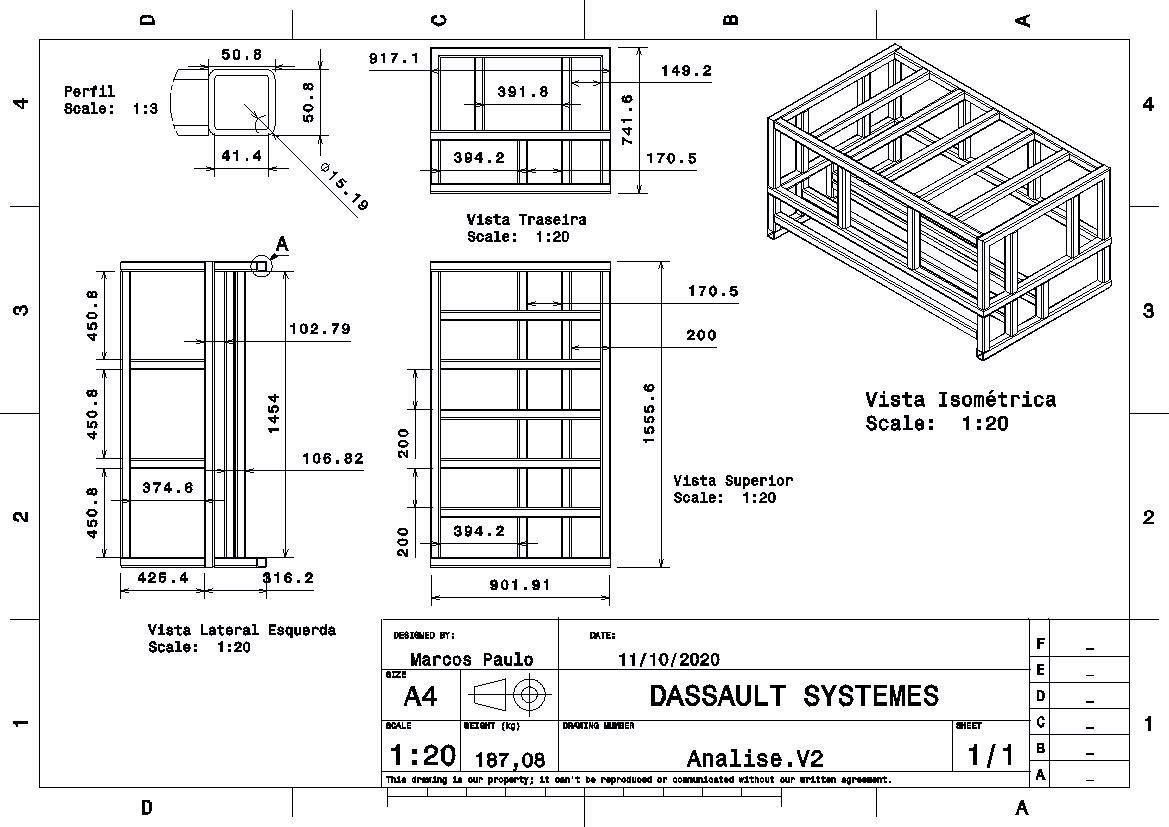 D C B A
4
50.8
50.8
Perfil
Scale: 1:3
41.4
Ø15.19
917.1
149.2
391.8
741.6
394.2
170.5
Vista Traseira
Scale: 1:20
4
A
3
450.8
102.79
450.8
1454
106.82
374.6
450.8
425.4
316.2
Vista Lateral Esquerda
Scale: 1:20
170.5
200
1555.6
200
394.2
200
901.91
Vista Superior
Scale: 1:20
Vista Isométrica
Scale: 1:20
3
2
2
DESIGNED BY:
Marcos Paulo
DATE:
11/10/2020
SIZE
A4
DASSAULT SYSTEMES
SCALE
1:20
WEIGHT (kg)
187,08
DRAWING NUMBER
Analise.V2
SHEET
1/1
F _
E _
D _
C _
B _
A _
1
1
This drawing is our property; it can't be reproduced or communicated without our written agreement.
D A